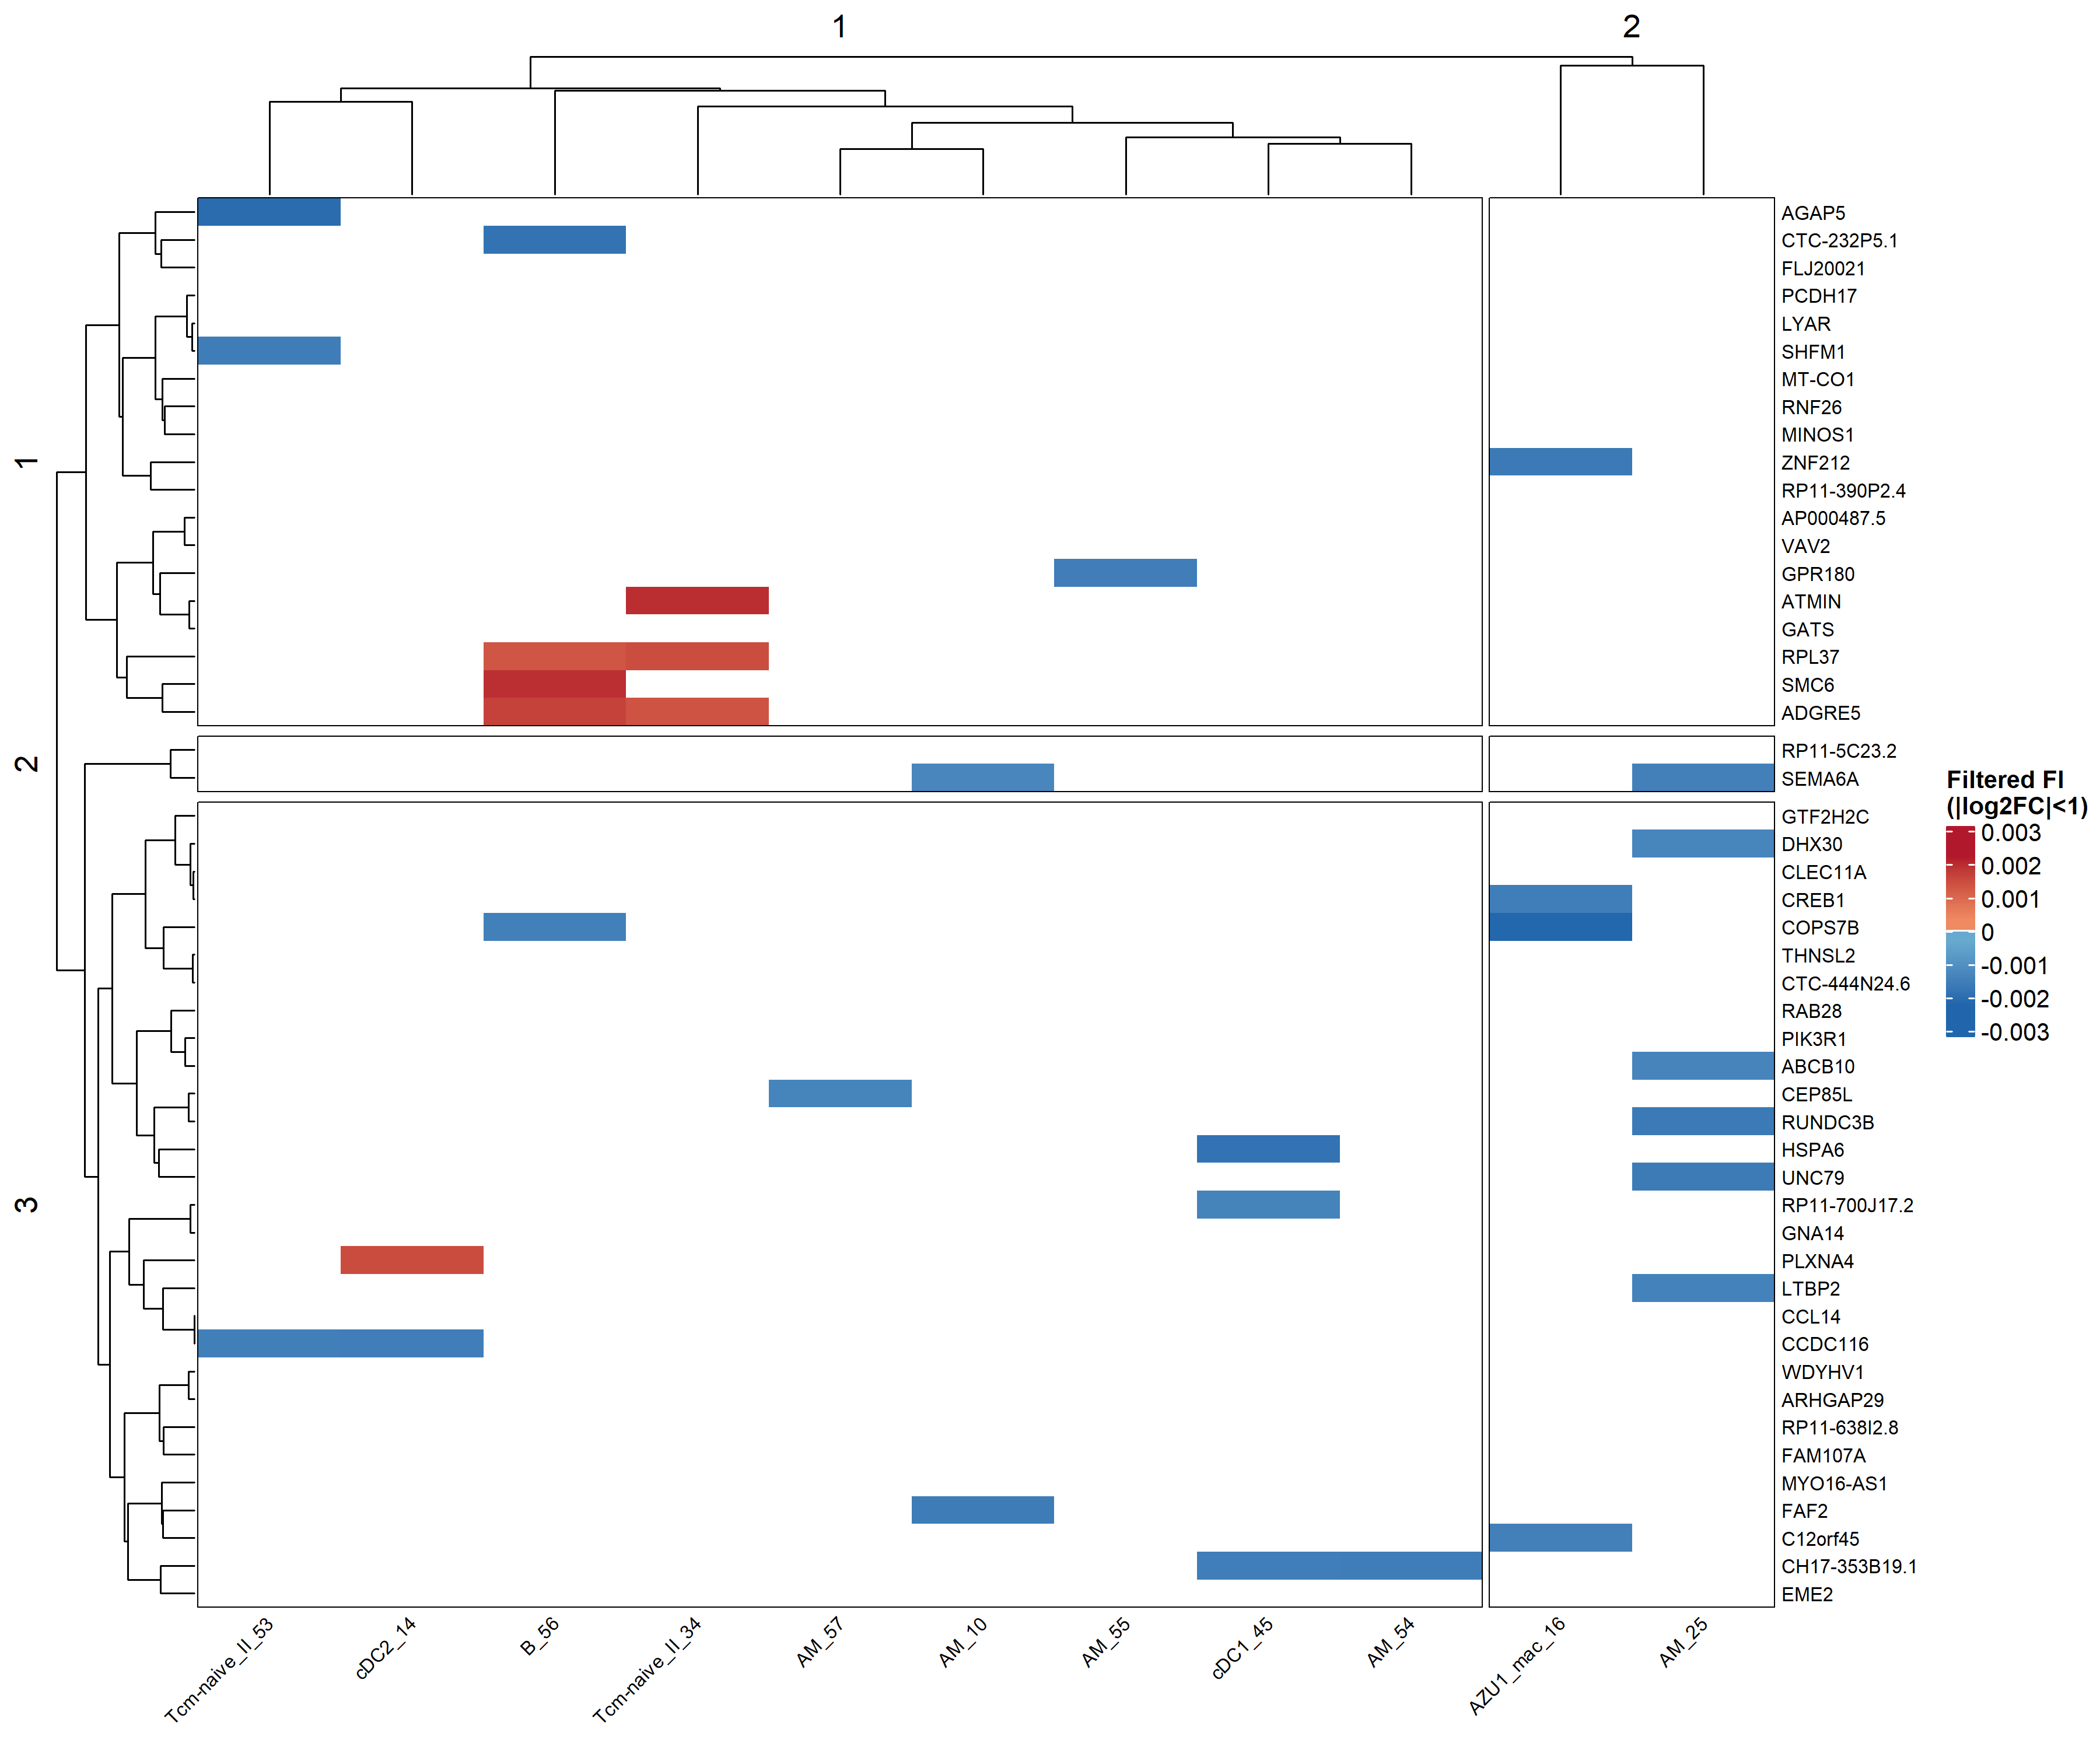 1
2
1
2
3
AGAP5
CTC-232P5.1
FLJ20021
PCDH17
LYAR
SHFM1
MT-CO1
RNF26
MINOS1
ZNF212
RP11-390P2.4
AP000487.5
VAV2
GPR180
ATMIN
GATS
RPL37
SMC6
ADGRE5
RP11-5C23.2
SEMA6A
GTF2H2C
DHX30
CLEC11A
CREB1
COPS7B
THNSL2
CTC-444N24.6
RAB28
PIK3R1
ABCB10
CEP85L
RUNDC3B
HSPA6
UNC79
RP11-700J17.2
GNA14
PLXNA4
LTBP2
CCL14
CCDC116
WDYHV1
ARHGAP29
RP11-638I2.8
FAM107A
MYO16-AS1
FAF2
C12orf45
CH17-353B19.1
EME2
Filtered FI
(|log2FC|<1)
0.003
0.002
0.001
0
-0.001
-0.002
-0.003
Tcm-naive_II_53
cDC2_14
B_56
Tcm-naive_II_34
AM_57
AM_10
AM_55
cDC1_45
AM_54
AZU1_mac_16
AM_25